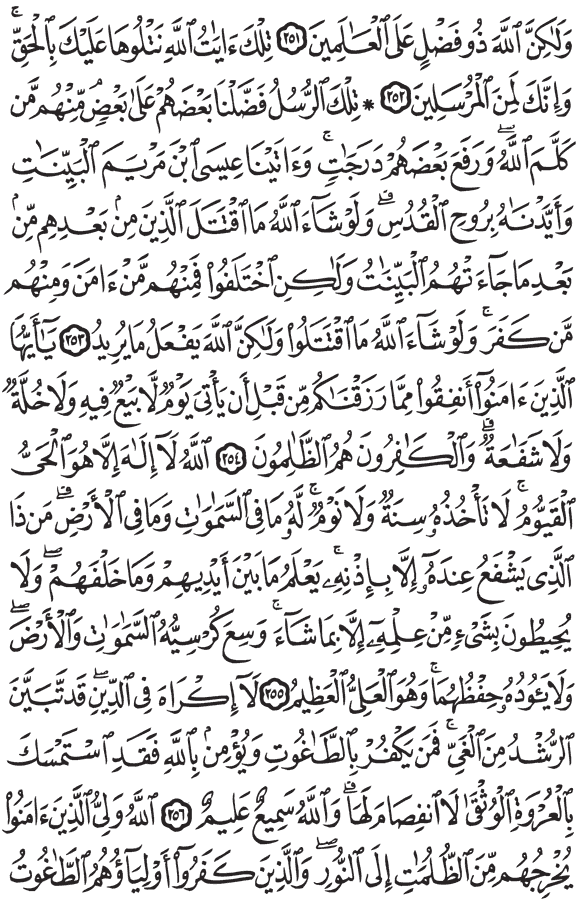 وَلَٰكِنَّ ٱللَّهَ ذُو فَضْلٍ عَلَى ٱلْعَٰلَمِينَ ٢٥١ تِلْكَ ءَايَٰتُ ٱللَّهِ نَتْلُوهَا عَلَيْكَ بِٱلْحَقِّ ۚ
وَإِنَّكَ لَمِنَ ٱلْمُرْسَلِينَ ٢٥٢ * تِلْكَ ٱلرُّسُلُ فَضَّلْنَا بَعْضَهُمْ عَلَىٰ بَعْضٍ ۘ مِّنْهُم مَّن
كَلَّمَ ٱللَّهُ ۖ وَرَفَعَ بَعْضَهُمْ دَرَجَٰتٍ ۚ وَءَاتَيْنَا عِيسَى ٱبْنَ مَرْيَمَ ٱلْبَيِّنَٰتِ
وَأَيَّدْنَٰهُ بِرُوحِ ٱلْقُدُسِ ۗ وَلَوْ شَآءَ ٱللَّهُ مَا ٱقْتَتَلَ ٱلَّذِينَ مِنۢ بَعْدِهِم مِّنۢ
بَعْدِ مَا جَآءَتْهُمُ ٱلْبَيِّنَٰتُ وَلَٰكِنِ ٱخْتَلَفُوا۟ فَمِنْهُم مَّنْ ءَامَنَ وَمِنْهُم
مَّن كَفَرَ ۚ وَلَوْ شَآءَ ٱللَّهُ مَا ٱقْتَتَلُوا۟ وَلَٰكِنَّ ٱللَّهَ يَفْعَلُ مَا يُرِيدُ ٢٥٣ يَٰٓأَيُّهَا
ٱلَّذِينَ ءَامَنُوٓا۟ أَنفِقُوا۟ مِمَّا رَزَقْنَٰكُم مِّن قَبْلِ أَن يَأْتِىَ يَوْمٌ لَّا بَيْعٌ فِيهِ وَلَا خُلَّةٌ
وَلَا شَفَٰعَةٌ ۗ وَٱلْكَٰفِرُونَ هُمُ ٱلظَّٰلِمُونَ ٢٥٤ ٱللَّهُ لَآ إِلَٰهَ إِلَّا هُوَ ٱلْحَىُّ
ٱلْقَيُّومُ ۚ لَا تَأْخُذُهُۥ سِنَةٌ وَلَا نَوْمٌ ۚ لَّهُۥ مَا فِى ٱلسَّمَٰوَٰتِ وَمَا فِى ٱلْأَرْضِ ۗ مَن ذَا
ٱلَّذِى يَشْفَعُ عِندَهُۥٓ إِلَّا بِإِذْنِهِۦ ۚ يَعْلَمُ مَا بَيْنَ أَيْدِيهِمْ وَمَا خَلْفَهُمْ ۖ وَلَا
يُحِيطُونَ بِشَىْءٍ مِّنْ عِلْمِهِۦٓ إِلَّا بِمَا شَآءَ ۚ وَسِعَ كُرْسِيُّهُ ٱلسَّمَٰوَٰتِ وَٱلْأَرْضَ ۖ
وَلَا يَـُٔودُهُۥ حِفْظُهُمَا ۚ وَهُوَ ٱلْعَلِىُّ ٱلْعَظِيمُ ٢٥٥ لَآ إِكْرَاهَ فِى ٱلدِّينِ ۖ قَد تَّبَيَّنَ
ٱلرُّشْدُ مِنَ ٱلْغَىِّ ۚ فَمَن يَكْفُرْ بِٱلطَّٰغُوتِ وَيُؤْمِنۢ بِٱللَّهِ فَقَدِ ٱسْتَمْسَكَ
بِٱلْعُرْوَةِ ٱلْوُثْقَىٰ لَا ٱنفِصَامَ لَهَا ۗ وَٱللَّهُ سَمِيعٌ عَلِيمٌ ٢٥٦ ٱللَّهُ وَلِىُّ ٱلَّذِينَ ءَامَنُوا۟
يُخْرِجُهُم مِّنَ ٱلظُّلُمَٰتِ إِلَى ٱلنُّورِ ۖ وَٱلَّذِينَ كَفَرُوٓا۟ أَوْلِيَآؤُهُمُ ٱلطَّٰغُوتُ